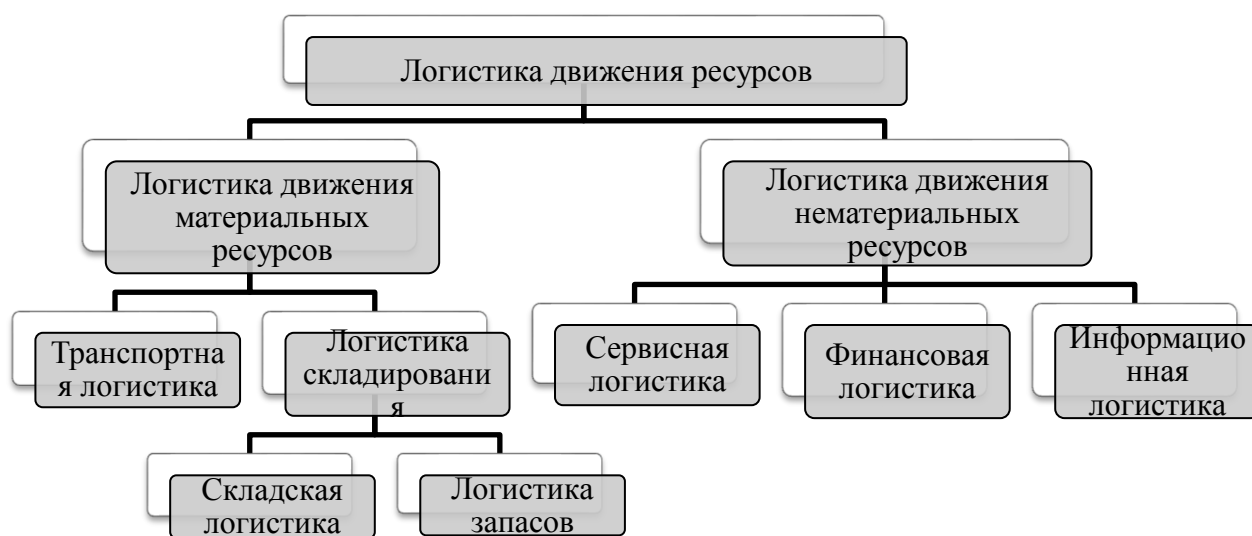 Логистика движения ресурсов
Логистика движения
материальных
ресурсов
Логистика движения
нематериальных
ресурсов
Транспортна
я логистика
Логистика
складировани
я
Сервисная
логистика
Финансовая
логистика
Информацио
нная
логистика
Складская
логистика
Логистика
запасов